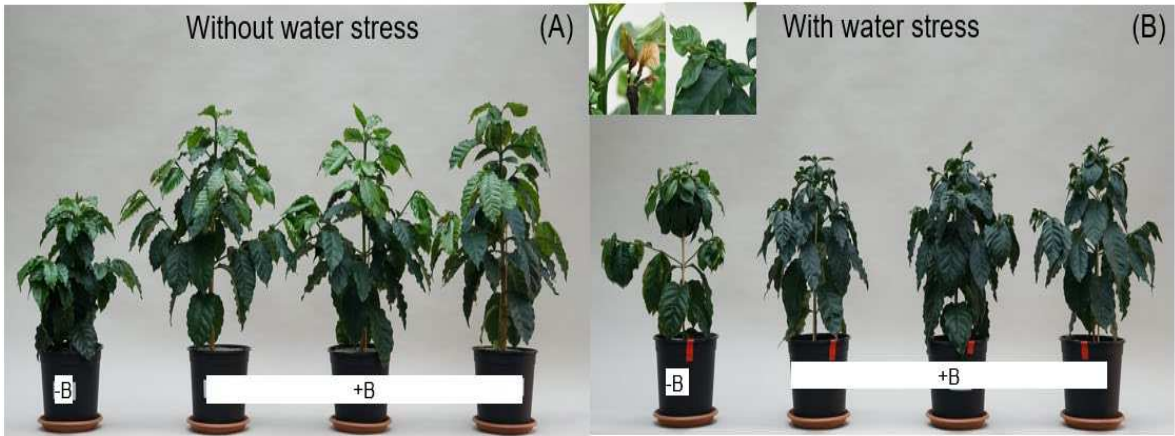 Without water stress
(A)
With water stress
(B)
-B
+B
-B
+B